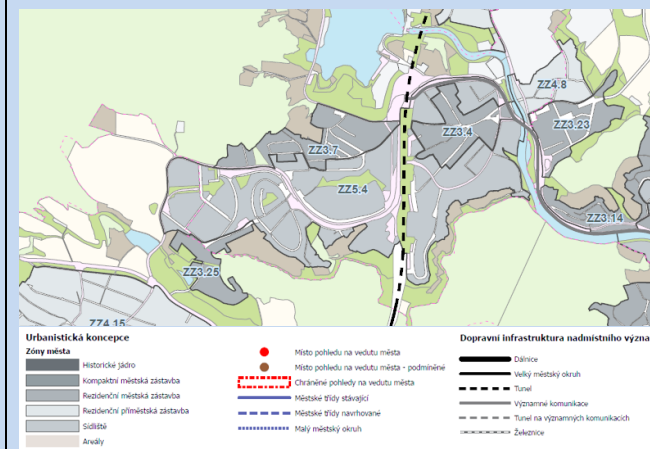 ZZ4.8
ZZ3.23
ZZ3.4
ZZ3.7
ZZ5.4
ZZ3.14
ZZ3.25
ZZ4.15
Urbanistická koncepce
Zóny města
Historické jádro
Kompaktní městská zástavba
Rezidenční městská zástavba
Rezidenční příměstská zástavba
Sídliště
Areály
Místo pohledu na vedutu města
Místo pohledu na vedutu města - podmíněné
Chráněné pohledy na vedutu města
Městské třídy stávající
Městské třídy navrhované
Malý městský okruh
Dopravní infrastruktura nadmístního význa
Dálnice
Velký městský okruh
Tunel
Významné komunikace
Tunel na významných komunikacích
Železnice